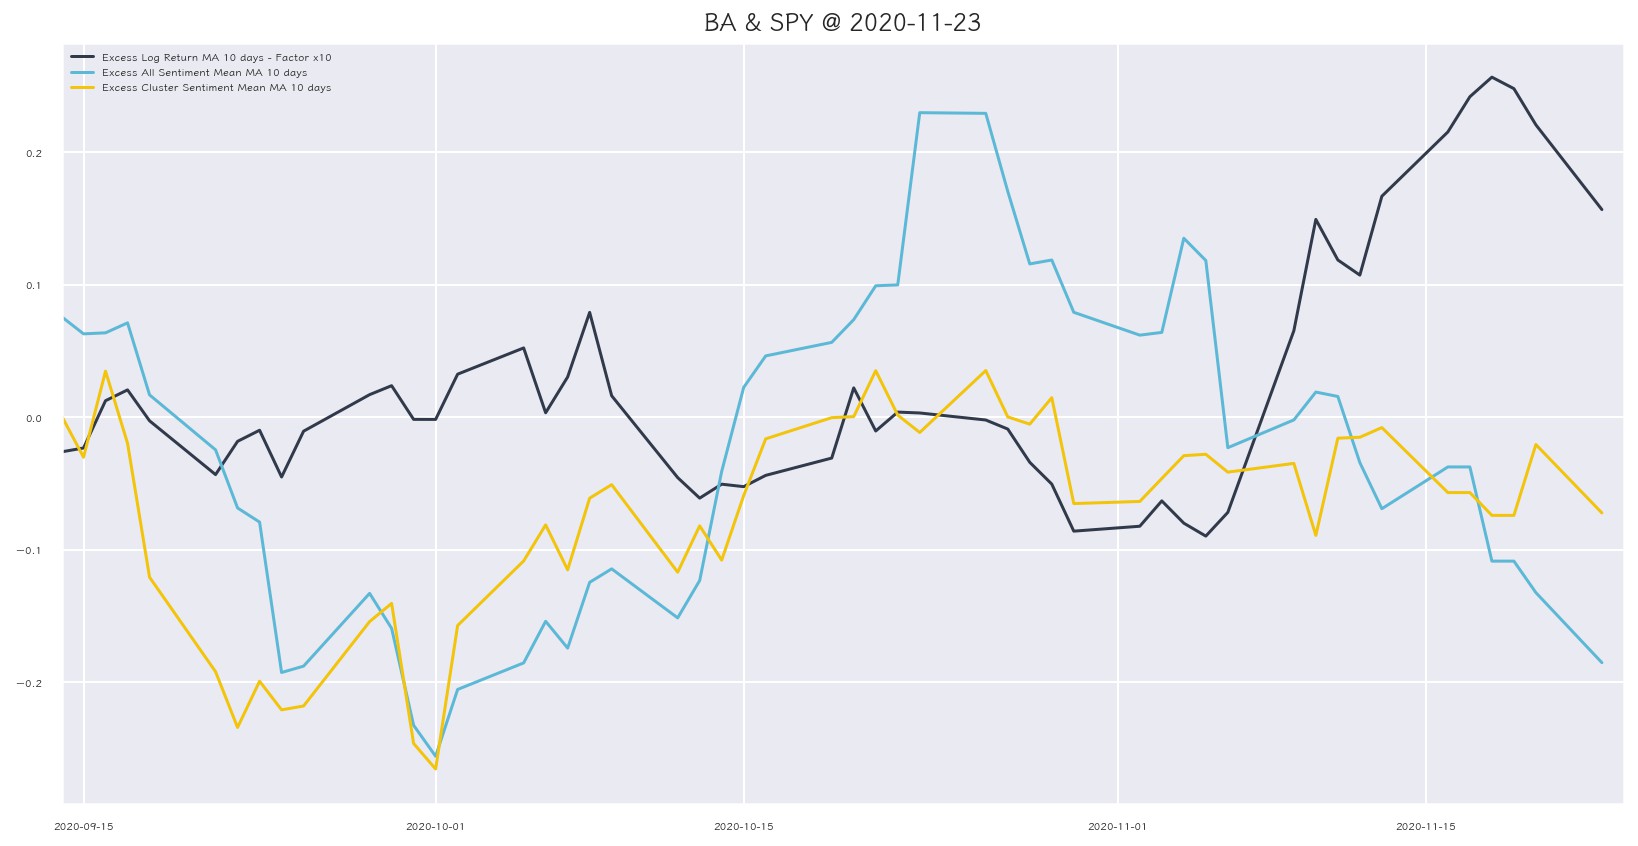 BA & SPY @ 2020-11-23
Excess Log Return MA 10 days - Factor x10
Excess All Sentiment Mean MA 10 days
Excess Cluster Sentiment Mean MA 10 days
0.2
0.1
0.0
−0.1
−0.2
2020-09-15 2020-10-01 2020-10-15 2020-11-01 2020-11-15